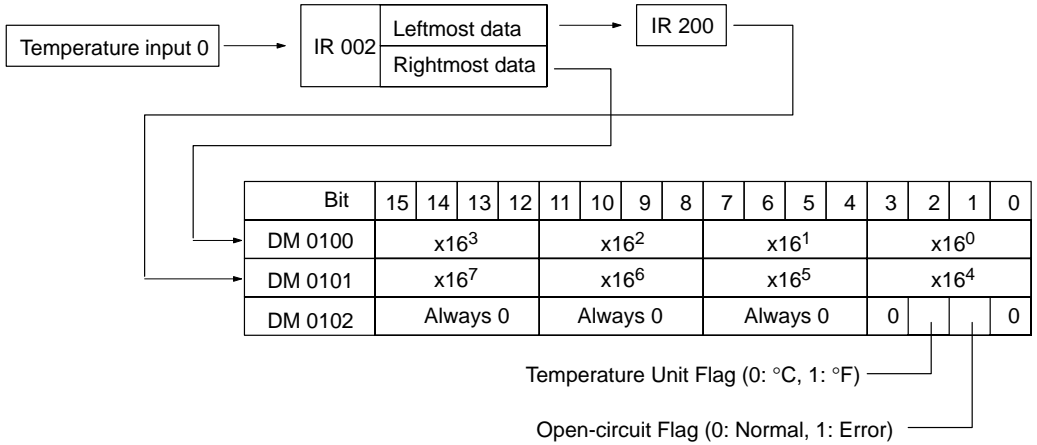 Temperature input 0
IR 002
Leftmost data
Rightmost data
IR 200
Bit 15 14 13 12 11 10 9 8 7 6 5 4 3 2 1 0
DM 0100 x16³ x16² x16¹ x16⁰
DM 0101 x16⁷ x16⁶ x16⁵ x16⁴
DM 0102 Always 0 Always 0 Always 0 0 0
Temperature Unit Flag (0: °C, 1: °F)
Open-circuit Flag (0: Normal, 1: Error)